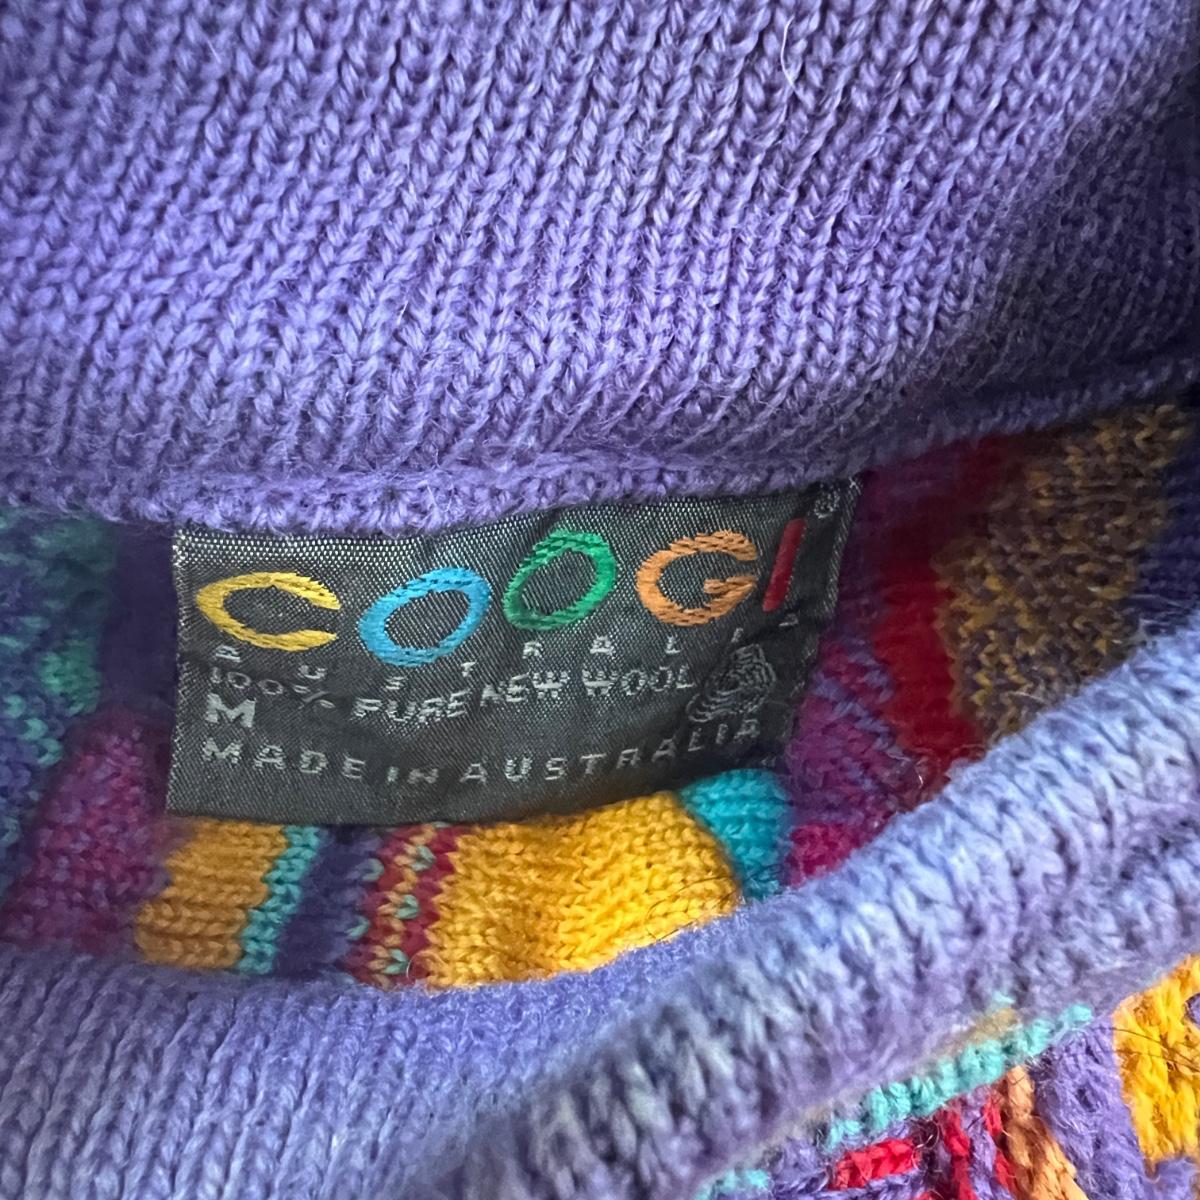 COOGI®
AUSTRALIA
100% PURE NEW WOOL
M
MADE IN AUSTRALIA